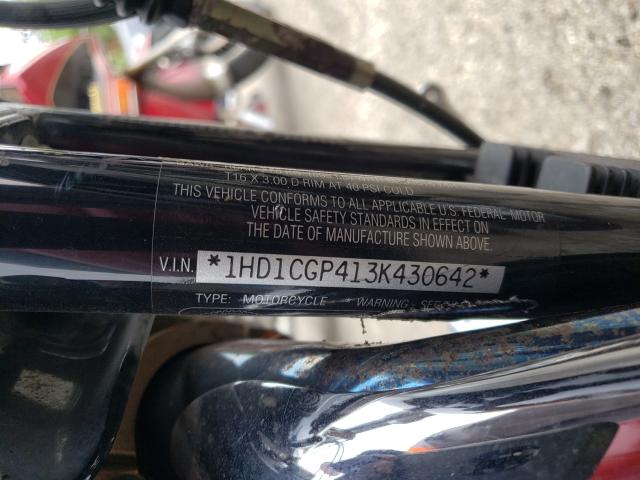 T16 X 3.00 D RIM AT 40 PSI COLD
THIS VEHICLE CONFORMS TO ALL APPLICABLE U.S. FEDERAL MOTOR
VEHICLE SAFETY STANDARDS IN EFFECT ON
THE DATE OF MANUFACTURE SHOWN ABOVE.
V.I.N. *1HD1CGP413K430642*
TYPE: MOTORCYCLE WARNING -